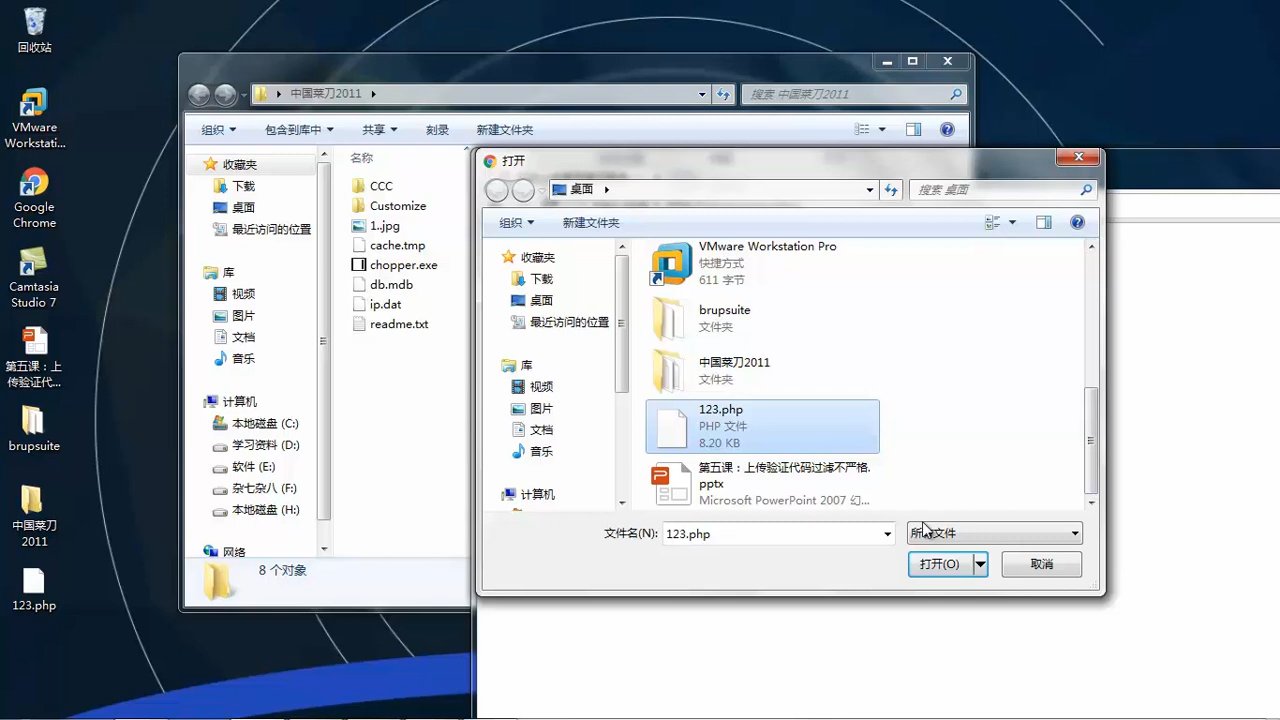 回收站
VMware
Workstati...
Google
Chrome
Camtasia
Studio 7
第五课：上
传验证代...
brupsuite
中国菜刀
2011
123.php
中国菜刀2011
搜索 中国菜刀2011
组织
包含到库中
共享
刻录
新建文件夹
收藏夹
下载
桌面
最近访问的位置
库
视频
图片
文档
音乐
计算机
本地磁盘 (C:)
学习资料 (D:)
软件 (E:)
杂七杂八 (F:)
本地磁盘 (H:)
网络
名称
CCC
Customize
1..jpg
cache.tmp
chopper.exe
db.mdb
ip.dat
readme.txt
8 个对象
打开
桌面
搜索 桌面
组织
新建文件夹
收藏夹
下载
桌面
最近访问的位置
库
视频
图片
文档
音乐
计算机
VMware Workstation Pro
快捷方式
611 字节
brupsuite
文件夹
中国菜刀2011
文件夹
123.php
PHP 文件
8.20 KB
第五课：上传验证代码过滤不严格.
pptx
Microsoft PowerPoint 2007 幻...
文件名(N):
123.php
所有文件
打开(O)
取消